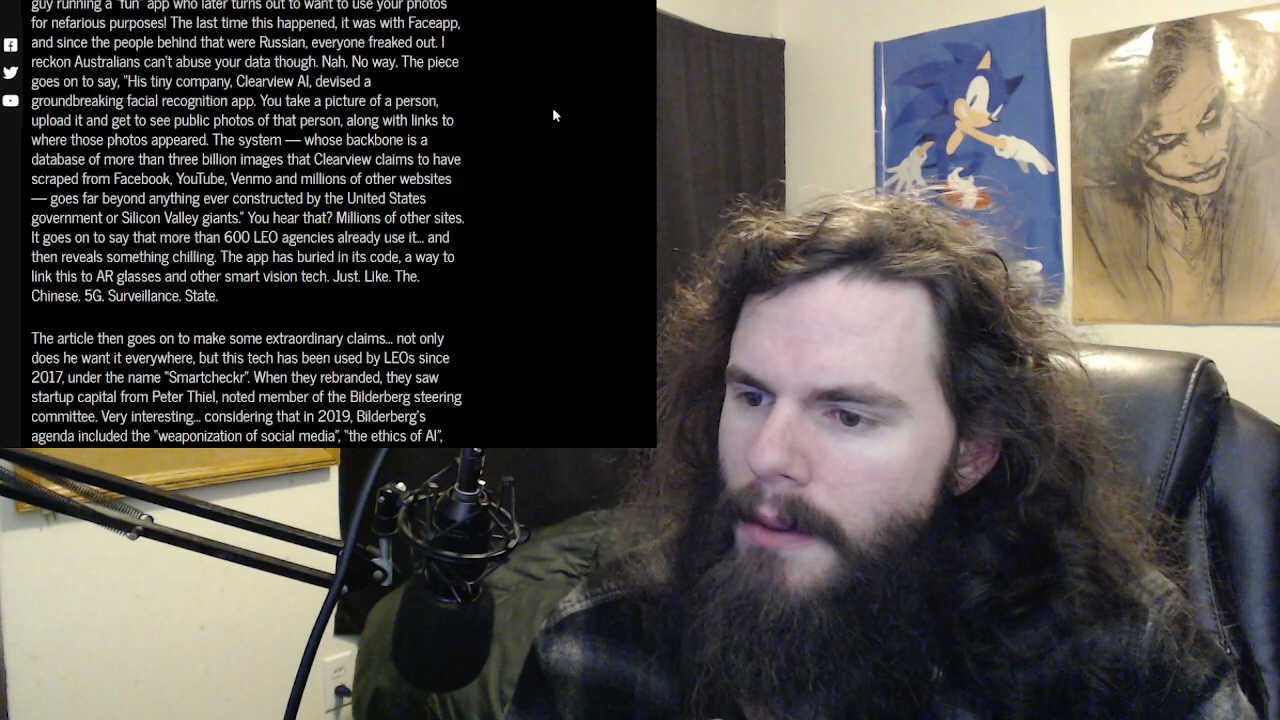 guy running a "fun" app who later turns out to want to use your photos
for nefarious purposes! The last time this happened, it was with Faceapp,
and since the people behind that were Russian, everyone freaked out. I
reckon Australians can't abuse your data though. Nah. No way. The piece
goes on to say, "His tiny company, Clearview AI, devised a
groundbreaking facial recognition app. You take a picture of a person,
upload it and get to see public photos of that person, along with links to
where those photos appeared. The system — whose backbone is a
database of more than three billion images that Clearview claims to have
scraped from Facebook, YouTube, Venmo and millions of other websites
— goes far beyond anything ever constructed by the United States
government or Silicon Valley giants." You hear that? Millions of other sites.
It goes on to say that more than 600 LEO agencies already use it... and
then reveals something chilling. The app has buried in its code, a way to
link this to AR glasses and other smart vision tech. Just. Like. The.
Chinese. 5G. Surveillance. State.
The article then goes on to make some extraordinary claims... not only
does he want it everywhere, but this tech has been used by LEOs since
2017, under the name "Smartcheckr". When they rebranded, they saw
startup capital from Peter Thiel, noted member of the Bilderberg steering
committee. Very interesting... considering that in 2019, Bilderberg's
agenda included the "weaponization of social media", "the ethics of AI",